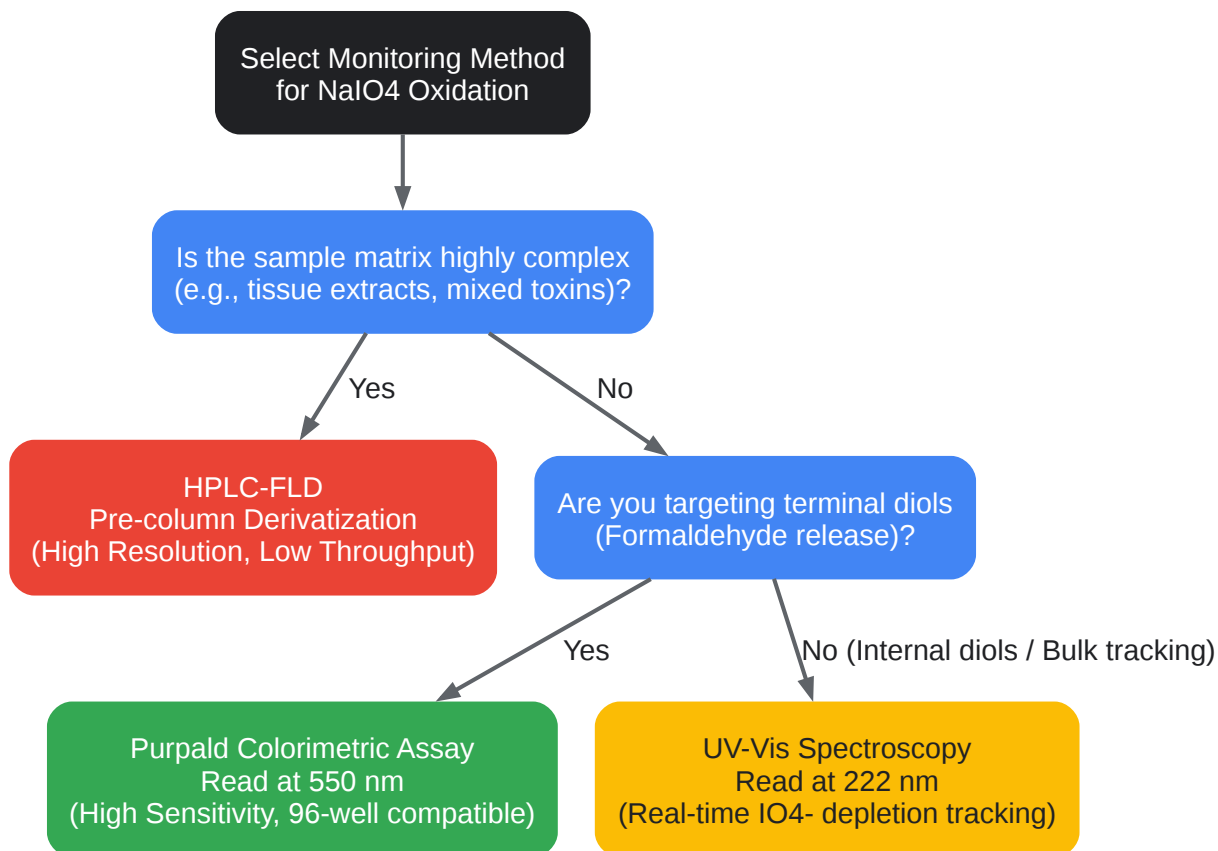 Select Monitoring Method
for NaIO4 Oxidation
Is the sample matrix highly complex
(e.g., tissue extracts, mixed toxins)?
Yes
No
HPLC-FLD
Pre-column Derivatization
(High Resolution, Low Throughput)
Are you targeting terminal diols
(Formaldehyde release)?
Yes
No (Internal diols / Bulk tracking)
Purpald Colorimetric Assay
Read at 550 nm
(High Sensitivity, 96-well compatible)
UV-Vis Spectroscopy
Read at 222 nm
(Real-time IO4- depletion tracking)